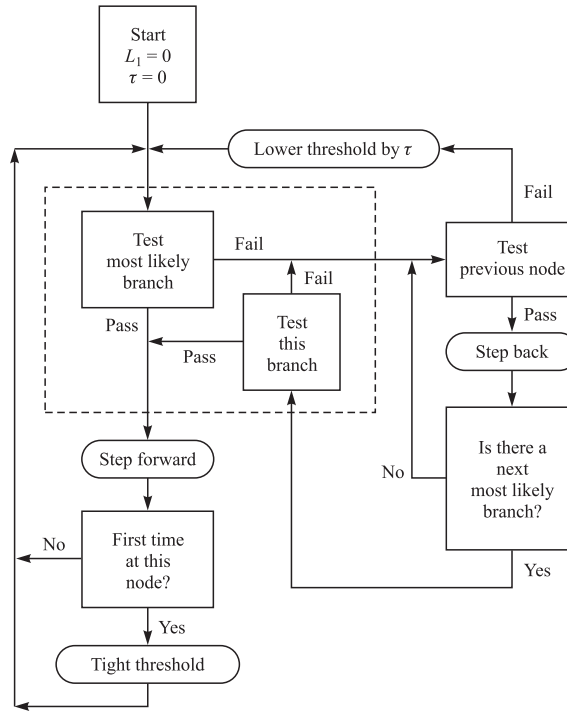 Start
L₁ = 0
τ = 0
Lower threshold by τ
Fail
Test
most likely
branch
Fail
Test
previous node
Fail
Pass
Test
this
branch
Pass
Pass
Step back
Step forward
No
Is there a
next
most likely
branch?
No
First time
at this
node?
Yes
Yes
Tight threshold